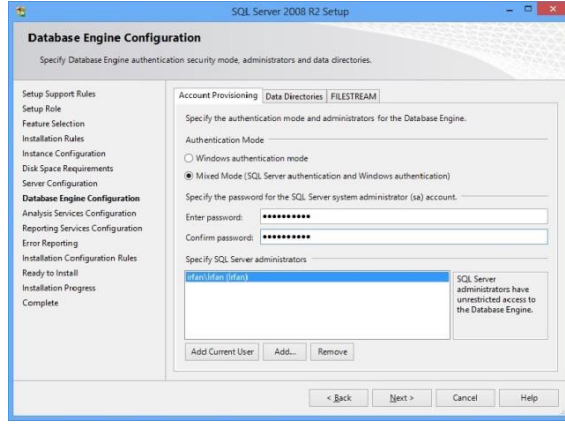 SQL Server 2008 R2 Setup
Database Engine Configuration
Specify Database Engine authentication security mode, administrators and data directories.
Setup Support Rules
Setup Role
Feature Selection
Installation Rules
Instance Configuration
Disk Space Requirements
Server Configuration
Database Engine Configuration
Analysis Services Configuration
Reporting Services Configuration
Error Reporting
Installation Configuration Rules
Ready to Install
Installation Progress
Complete
Account Provisioning Data Directories FILESTREAM
Specify the authentication mode and administrators for the Database Engine.
Authentication Mode
Windows authentication mode
Mixed Mode (SQL Server authentication and Windows authentication)
Specify the password for the SQL Server system administrator (sa) account.
Enter password: ●●●●●●●●●●
Confirm password: ●●●●●●●●●●
Specify SQL Server administrators
irfan\Irfan (Irfan)
SQL Server
administrators have
unrestricted access to
the Database Engine.
Add Current User Add... Remove
< Back Next > Cancel Help